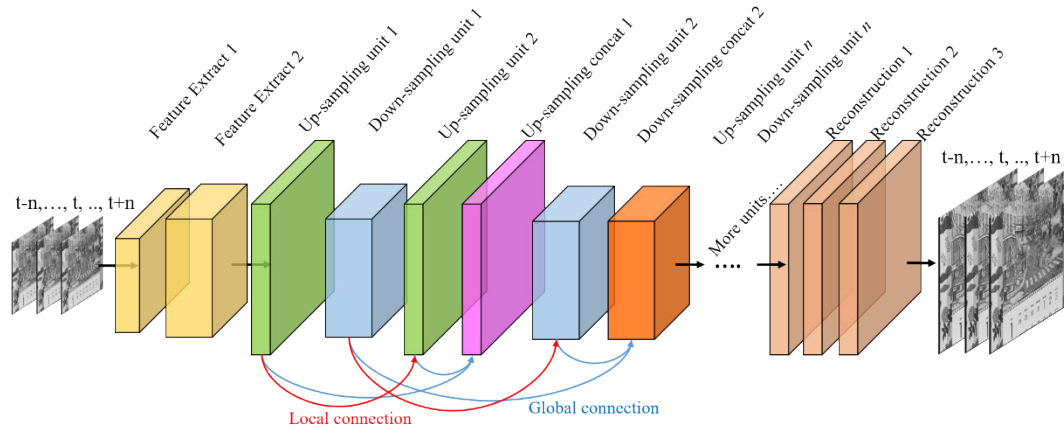 Feature Extract 1
Feature Extract 2
Up-sampling unit 1
Down-sampling unit 1
Up-sampling unit 2
Up-sampling concat 1
Down-sampling unit 2
Down-sampling concat 2
Up-sampling unit n
Down-sampling unit n
Reconstruction 1
Reconstruction 2
Reconstruction 3
t-n,…, t, .., t+n
More units….
....
t-n,…, t, .., t+n
Local connection
Global connection